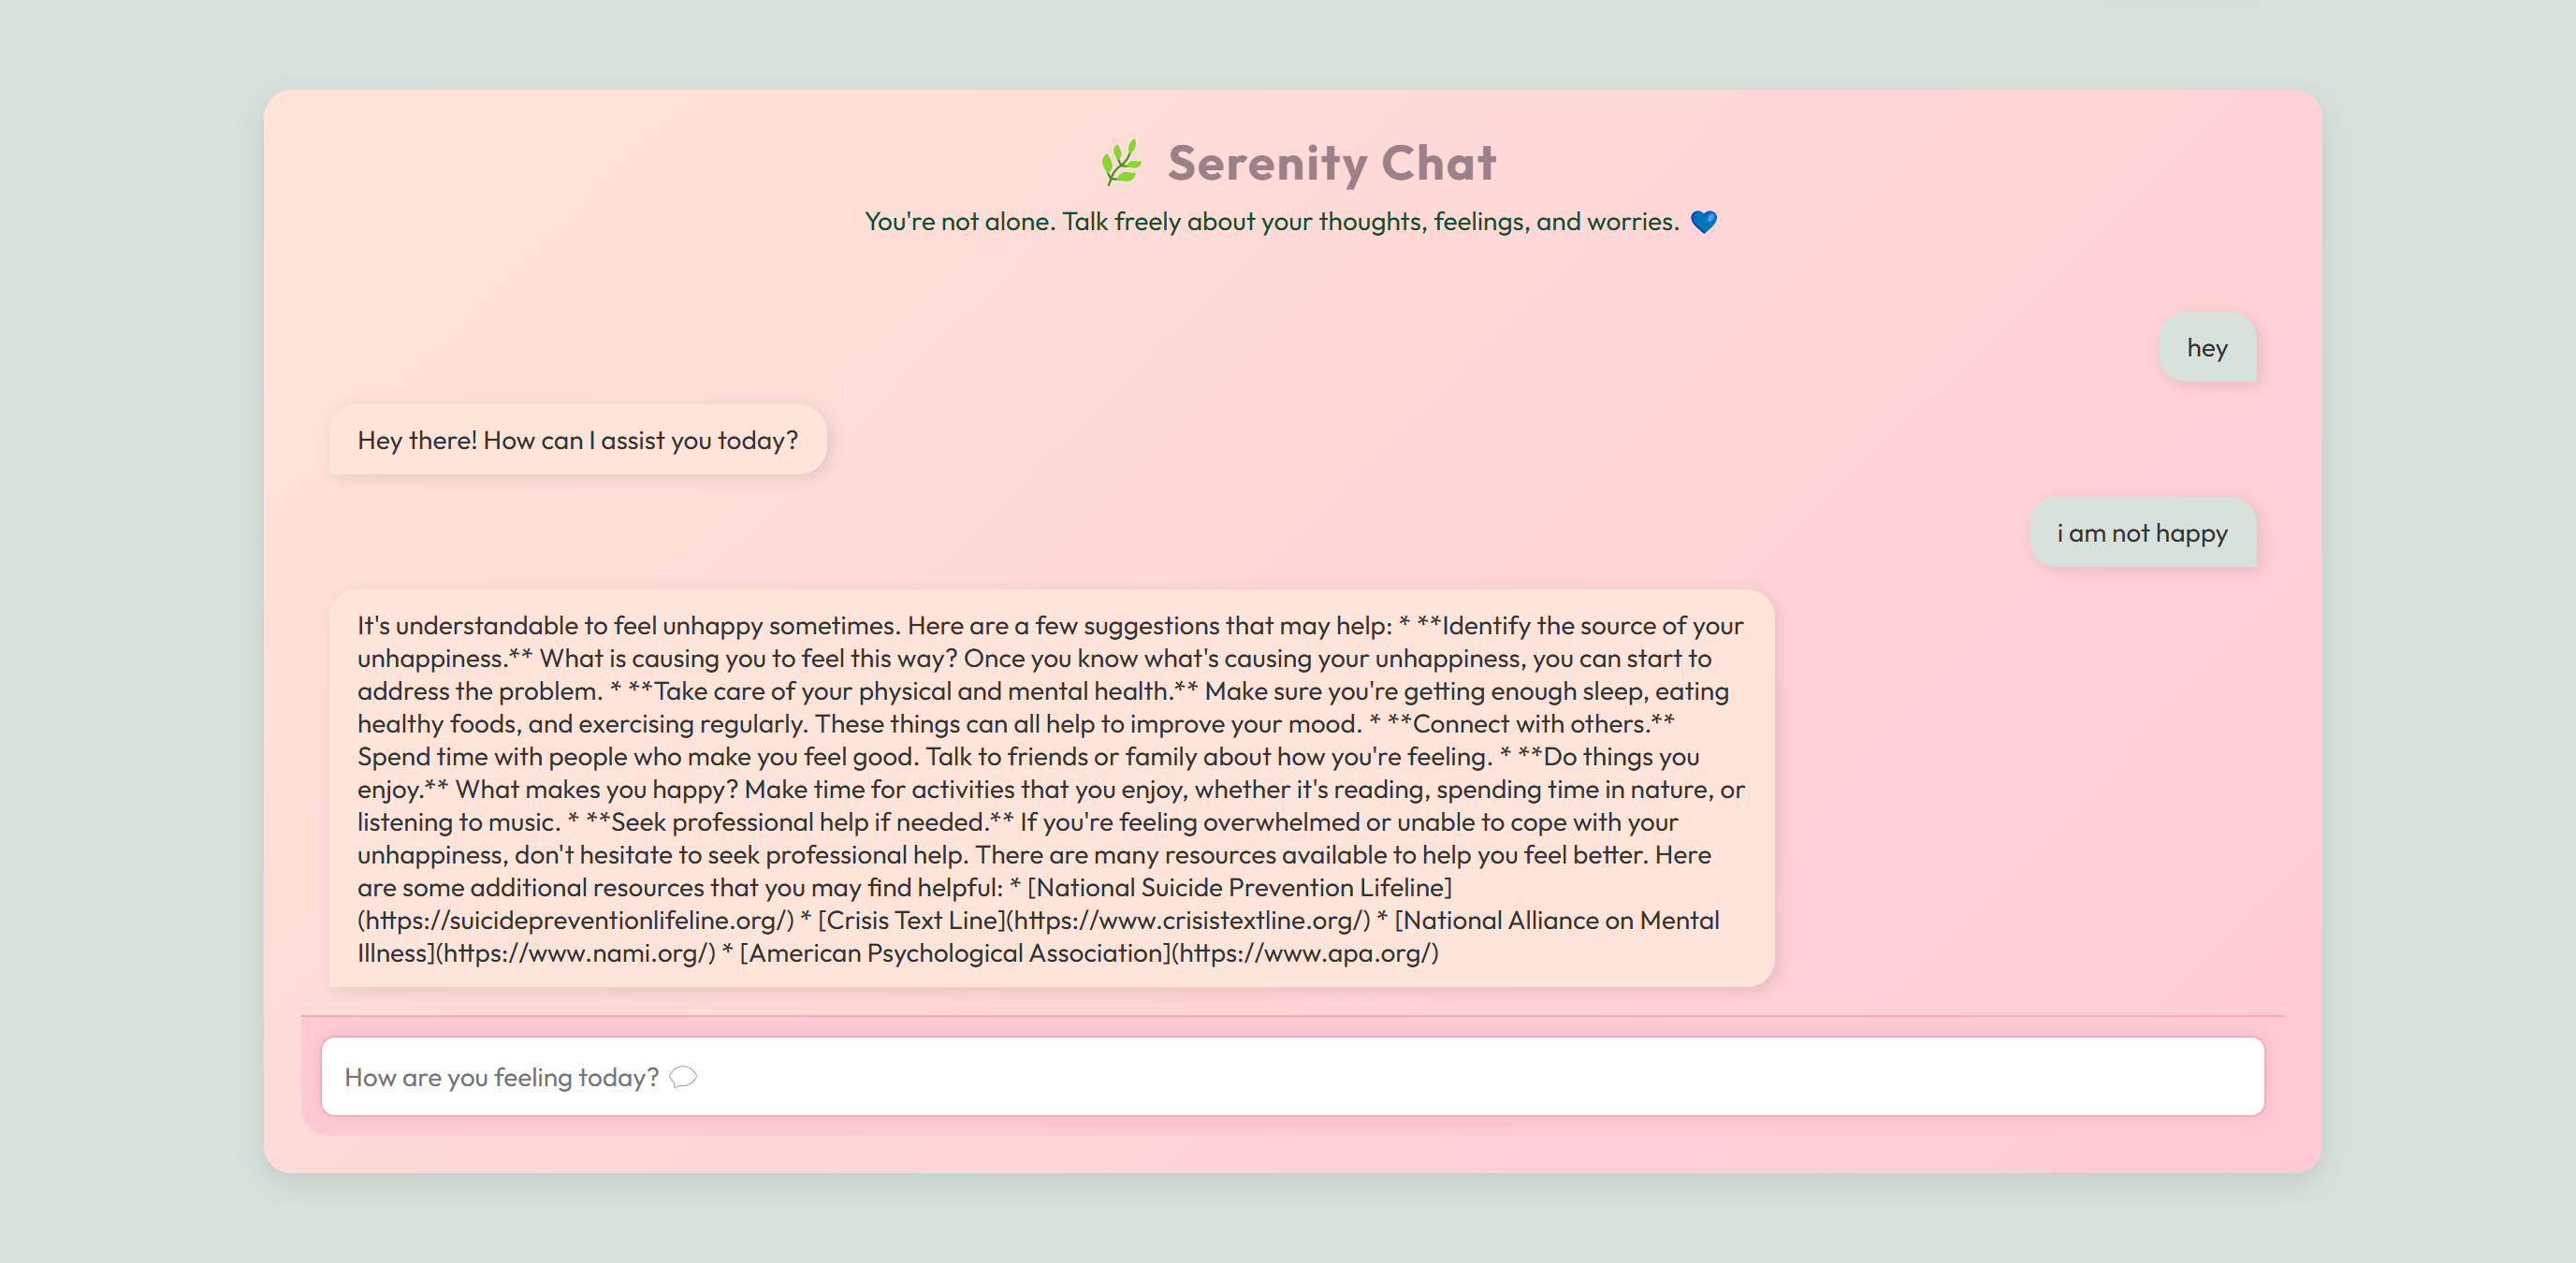 🌿 Serenity Chat
You're not alone. Talk freely about your thoughts, feelings, and worries. 💙
hey
Hey there! How can I assist you today?
i am not happy
It's understandable to feel unhappy sometimes. Here are a few suggestions that may help: * **Identify the source of your
unhappiness.** What is causing you to feel this way? Once you know what's causing your unhappiness, you can start to
address the problem. * **Take care of your physical and mental health.** Make sure you're getting enough sleep, eating
healthy foods, and exercising regularly. These things can all help to improve your mood. * **Connect with others.**
Spend time with people who make you feel good. Talk to friends or family about how you're feeling. * **Do things you
enjoy.** What makes you happy? Make time for activities that you enjoy, whether it's reading, spending time in nature, or
listening to music. * **Seek professional help if needed.** If you're feeling overwhelmed or unable to cope with your
unhappiness, don't hesitate to seek professional help. There are many resources available to help you feel better. Here
are some additional resources that you may find helpful: * [National Suicide Prevention Lifeline]
(https://suicidepreventionlifeline.org/) * [Crisis Text Line](https://www.crisistextline.org/) * [National Alliance on Mental
Illness](https://www.nami.org/) * [American Psychological Association](https://www.apa.org/)
How are you feeling today? 💬